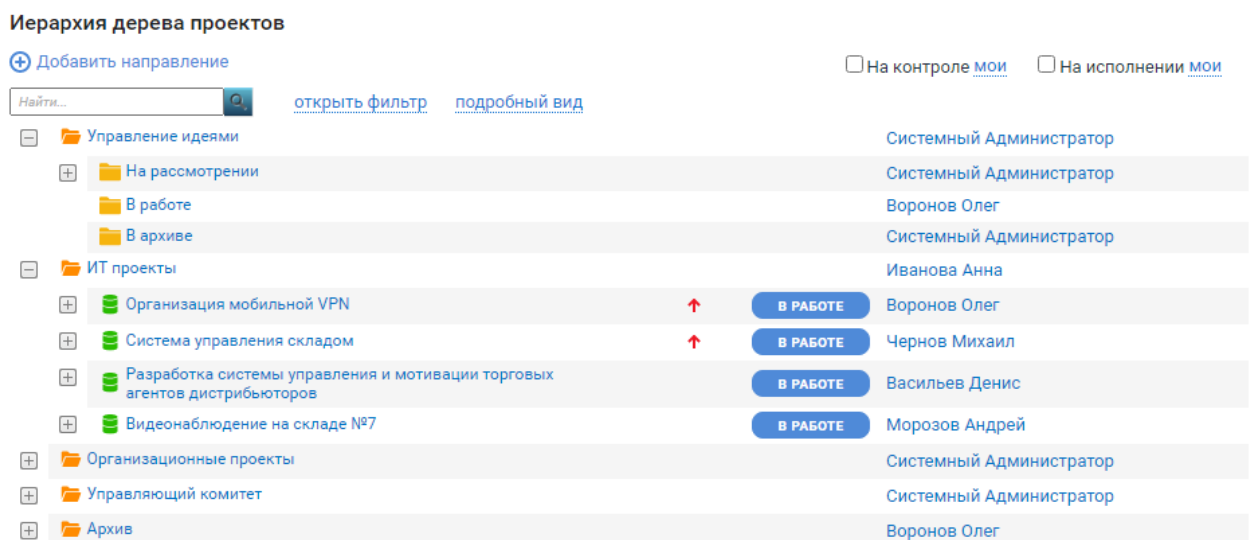 Иерархия дерева проектов
Добавить направление
На контроле мои На исполнении мои
Найти... открыть фильтр подробный вид
Управление идеями Системный Администратор
На рассмотрении Системный Администратор
В работе Воронов Олег
В архиве Системный Администратор
ИТ проекты Иванова Анна
Организация мобильной VPN В РАБОТЕ Воронов Олег
Система управления складом В РАБОТЕ Чернов Михаил
Разработка системы управления и мотивации торговых
агентов дистрибьюторов В РАБОТЕ Васильев Денис
Видеонаблюдение на складе №7 В РАБОТЕ Морозов Андрей
Организационные проекты Системный Администратор
Управляющий комитет Системный Администратор
Архив Воронов Олег